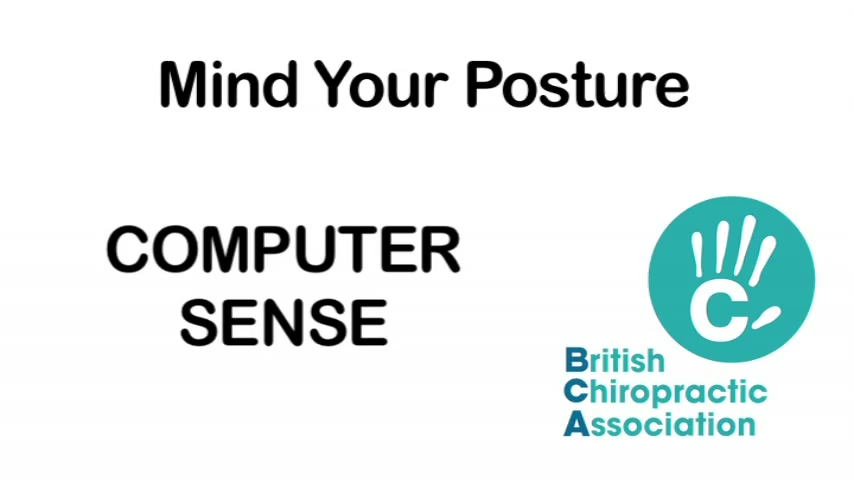 Mind Your Posture
COMPUTER
SENSE
C
British
Chiropractic
Association